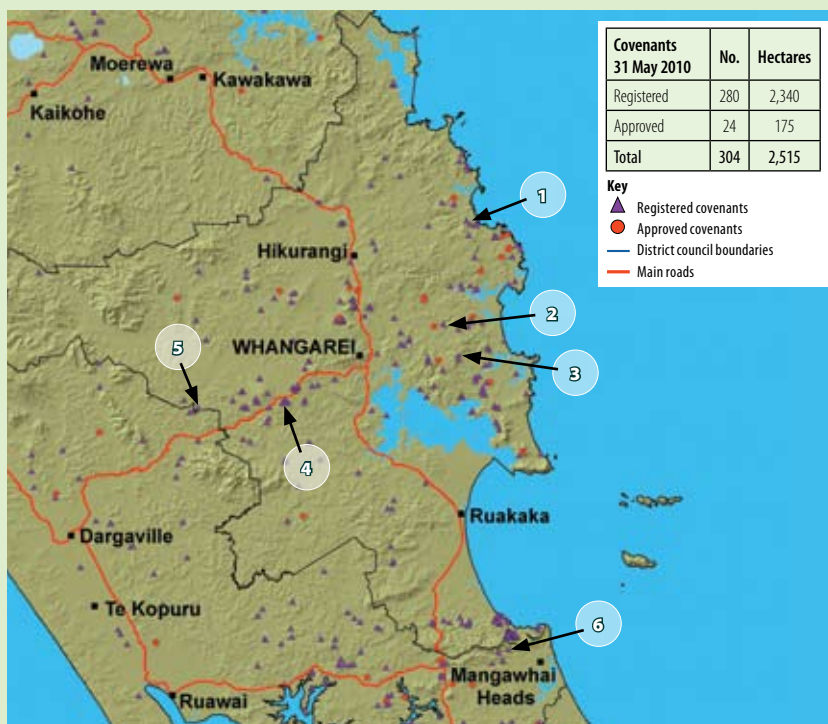 Covenants
31 May 2010 No. Hectares
Registered 280 2,340
Approved 24 175
Total 304 2,515
Key
Registered covenants
Approved covenants
District council boundaries
Main roads
Moerewa
Kawakawa
Kaikohe
1
Hikurangi
2
5
WHANGAREI
3
4
Ruakaka
Dargaville
Te Kopuru
6
Mangawhai
Heads
Ruawai